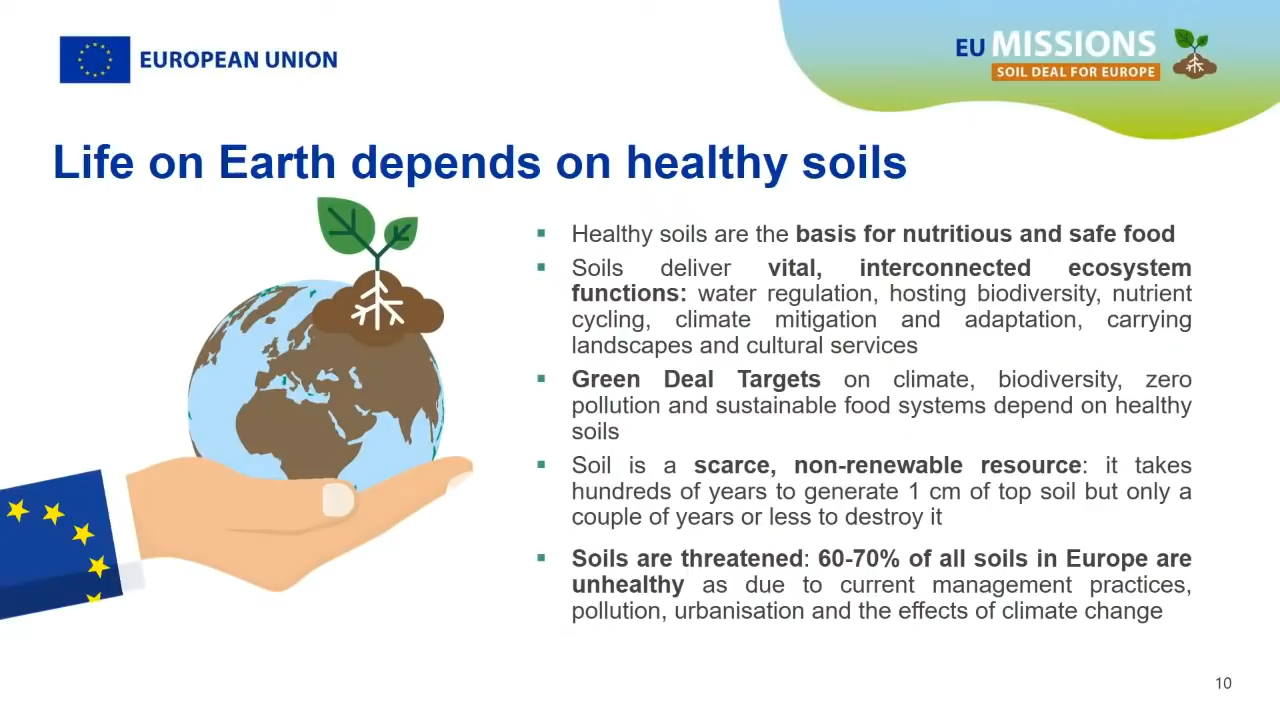 EUROPEAN UNION
EU MISSIONS
SOIL DEAL FOR EUROPE
Life on Earth depends on healthy soils
▪ Healthy soils are the basis for nutritious and safe food
▪ Soils deliver vital, interconnected ecosystem
functions: water regulation, hosting biodiversity, nutrient
cycling, climate mitigation and adaptation, carrying
landscapes and cultural services
▪ Green Deal Targets on climate, biodiversity, zero
pollution and sustainable food systems depend on healthy
soils
▪ Soil is a scarce, non-renewable resource: it takes
hundreds of years to generate 1 cm of top soil but only a
couple of years or less to destroy it
▪ Soils are threatened: 60-70% of all soils in Europe are
unhealthy as due to current management practices,
pollution, urbanisation and the effects of climate change
10